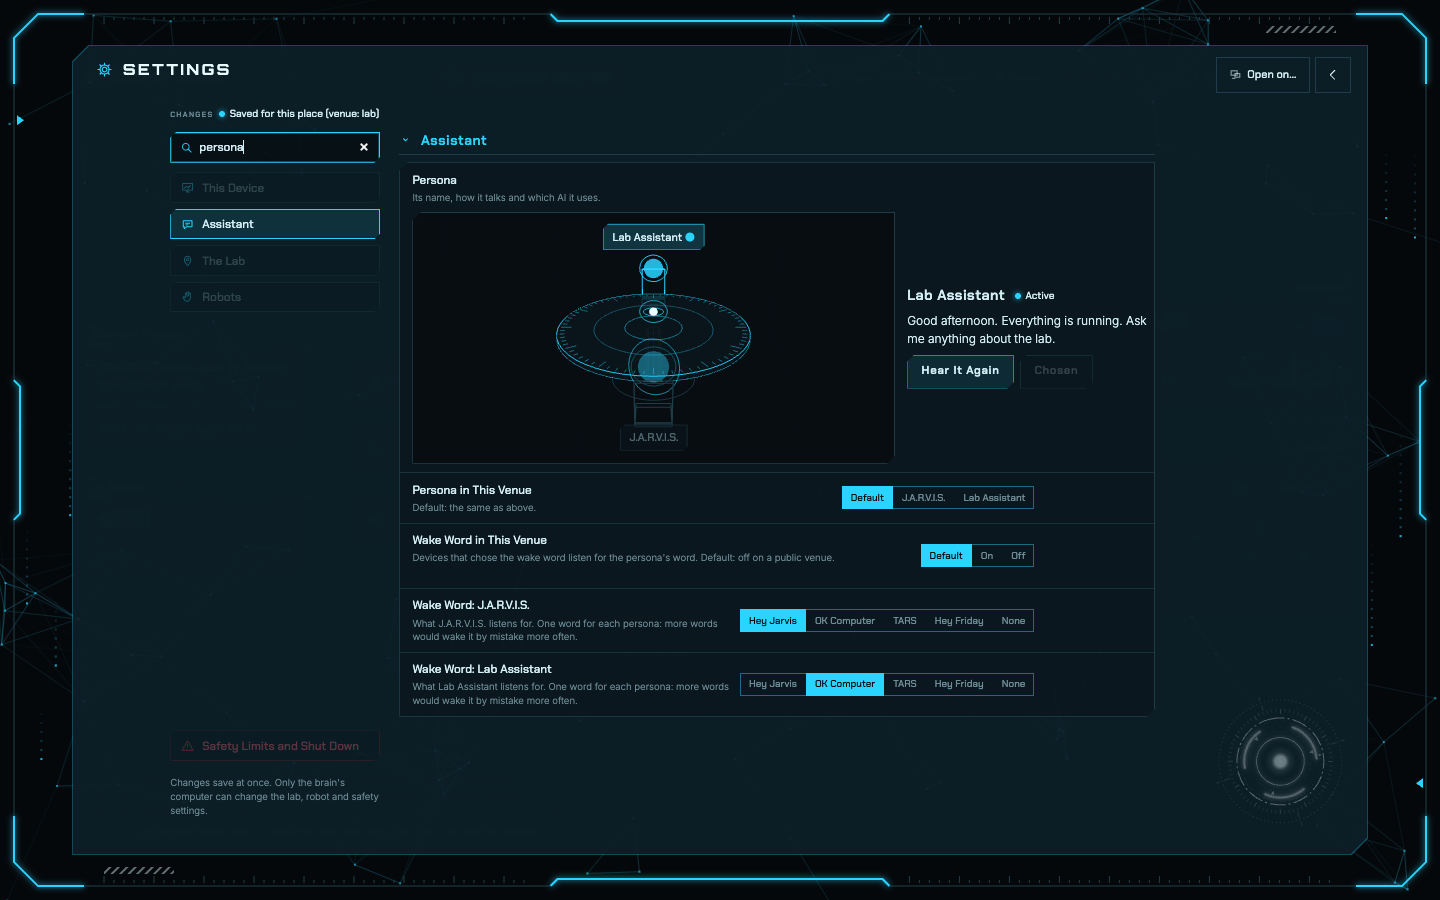 SETTINGS
Open on...
CHANGES Saved for this place (venue: lab)
persona
This Device
Assistant
The Lab
Robots
Assistant
Persona
Its name, how it talks and which AI it uses.
Lab Assistant
J.A.R.V.I.S.
Lab Assistant Active
Good afternoon. Everything is running. Ask
me anything about the lab.
Hear It Again Chosen
Persona in This Venue
Default: the same as above.
Default J.A.R.V.I.S. Lab Assistant
Wake Word in This Venue
Devices that chose the wake word listen for the persona's word. Default: off on a public venue.
Default On Off
Wake Word: J.A.R.V.I.S.
What J.A.R.V.I.S. listens for. One word for each persona: more words
would wake it by mistake more often.
Hey Jarvis OK Computer TARS Hey Friday None
Wake Word: Lab Assistant
What Lab Assistant listens for. One word for each persona: more words
would wake it by mistake more often.
Hey Jarvis OK Computer TARS Hey Friday None
Safety Limits and Shut Down
Changes save at once. Only the brain's
computer can change the lab, robot and safety
settings.